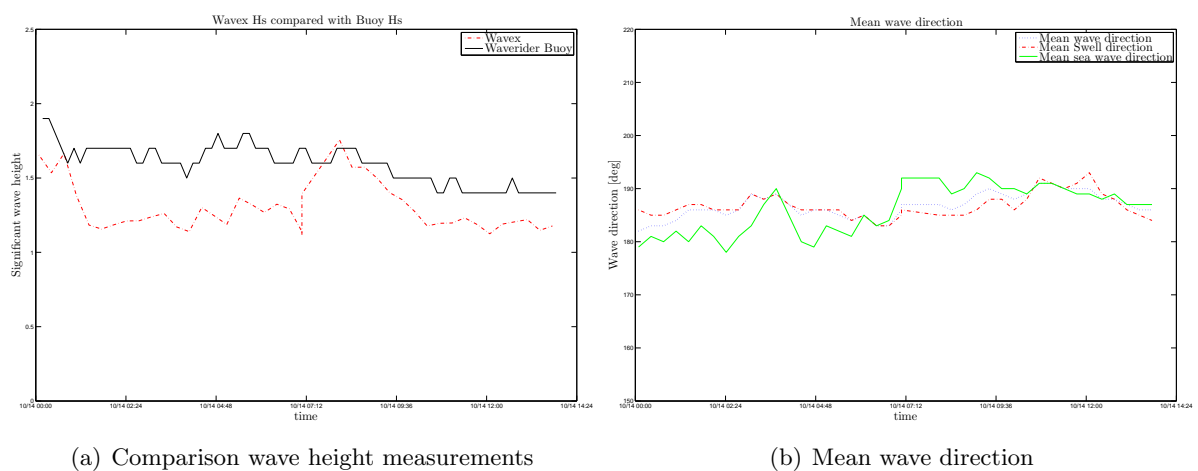 Wavex Hs compared with Buoy Hs
2.5
2
1.5
1
0.5
0
Significant wave height
Wavex
Waverider Buoy
10/14 00:00 10/14 02:24 10/14 04:48 10/14 07:12 10/14 09:36 10/14 12:00 10/14 14:24
time
(a) Comparison wave height measurements
Mean wave direction
220
210
200
190
180
170
160
150
Wave direction [deg]
Mean wave direction
Mean Swell direction
Mean sea wave direction
10/14 00:00 10/14 02:24 10/14 04:48 10/14 07:12 10/14 09:36 10/14 12:00 10/14 14:24
time
(b) Mean wave direction